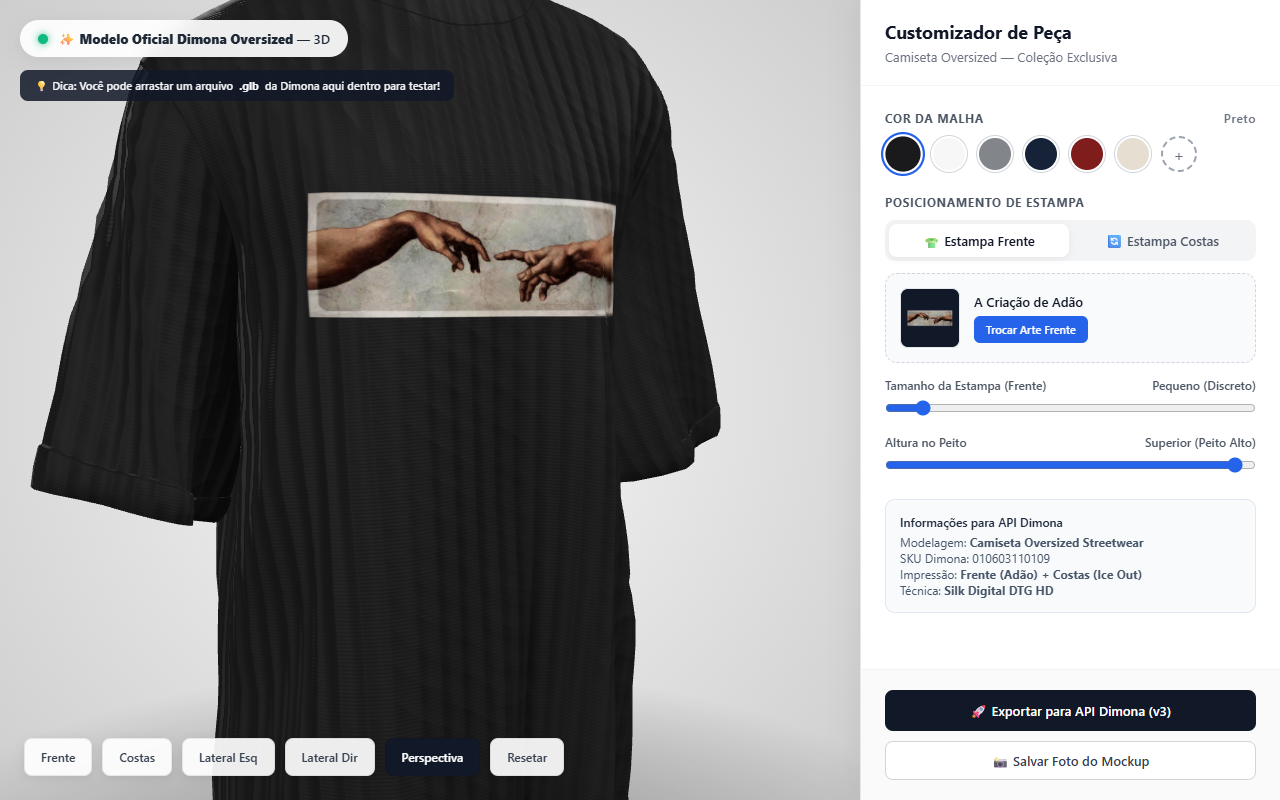 ✨ Modelo Oficial Dimona Oversized — 3D
💡 Dica: Você pode arrastar um arquivo .glb da Dimona aqui dentro para testar!
Frente
Costas
Lateral Esq
Lateral Dir
Perspectiva
Resetar
Customizador de Peça
Camiseta Oversized — Coleção Exclusiva
COR DA MALHA
Preto
+
POSICIONAMENTO DE ESTAMPA
👕 Estampa Frente
🔄 Estampa Costas
A Criação de Adão
Trocar Arte Frente
Tamanho da Estampa (Frente)
Pequeno (Discreto)
Altura no Peito
Superior (Peito Alto)
Informações para API Dimona
Modelagem: Camiseta Oversized Streetwear
SKU Dimona: 010603110109
Impressão: Frente (Adão) + Costas (Ice Out)
Técnica: Silk Digital DTG HD
🚀 Exportar para API Dimona (v3)
📷 Salvar Foto do Mockup